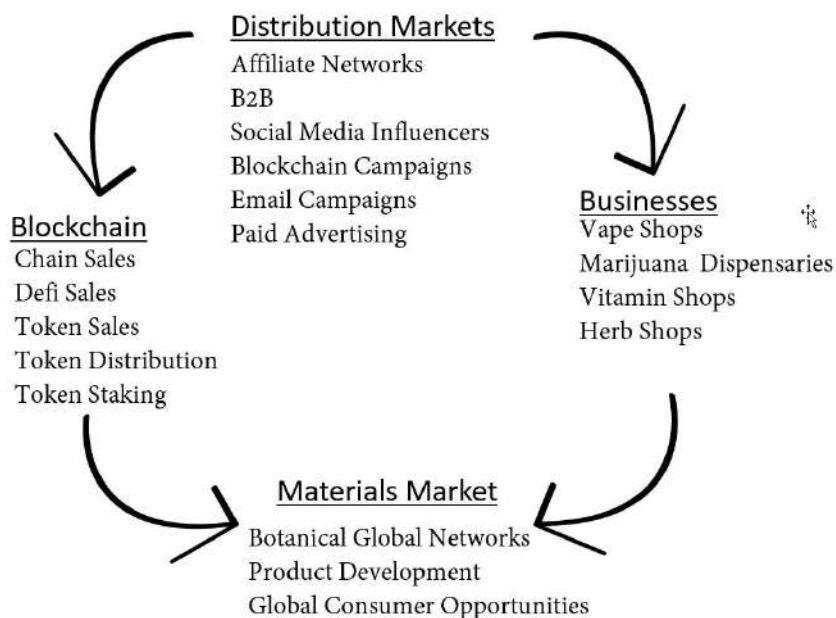 Distribution Markets
Affiliate Networks
B2B
Social Media Influencers
Blockchain Campaigns
Email Campaigns
Paid Advertising
Blockchain
Chain Sales
Defi Sales
Token Sales
Token Distribution
Token Staking
Businesses
Vape Shops
Marijuana Dispensaries
Vitamin Shops
Herb Shops
Materials Market
Botanical Global Networks
Product Development
Global Consumer Opportunities